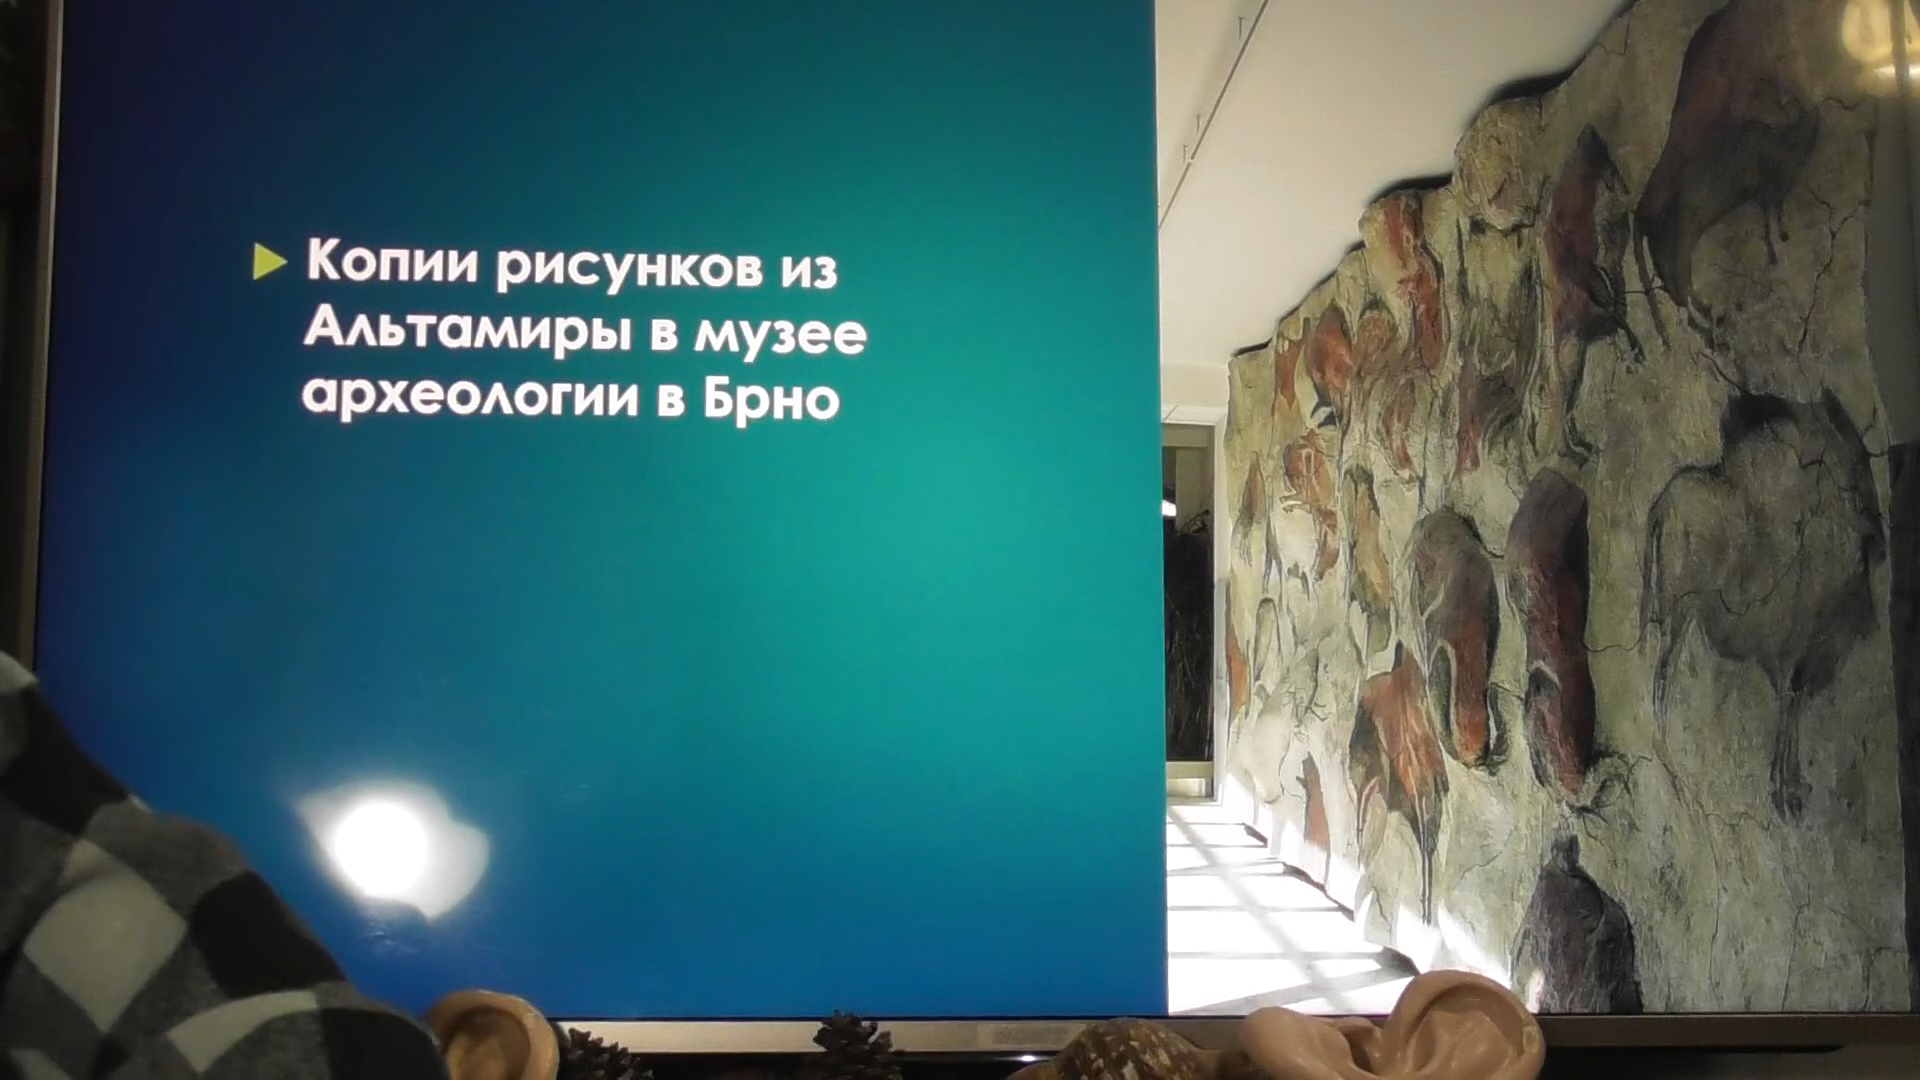 Копии рисунков из
Альтамиры в музее
археологии в Брно